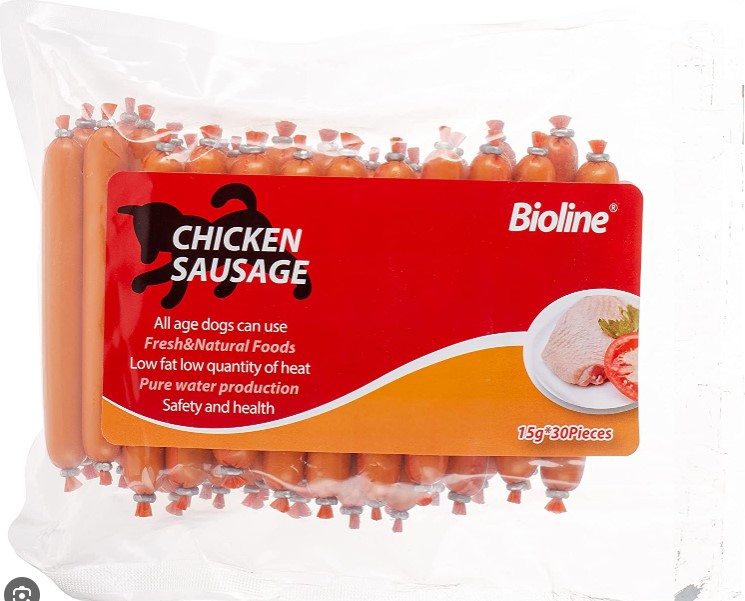 Bioline®
CHICKEN
SAUSAGE
All age dogs can use
Fresh&Natural Foods
Low fat low quantity of heat
Pure water production
Safety and health
15g*30Pieces